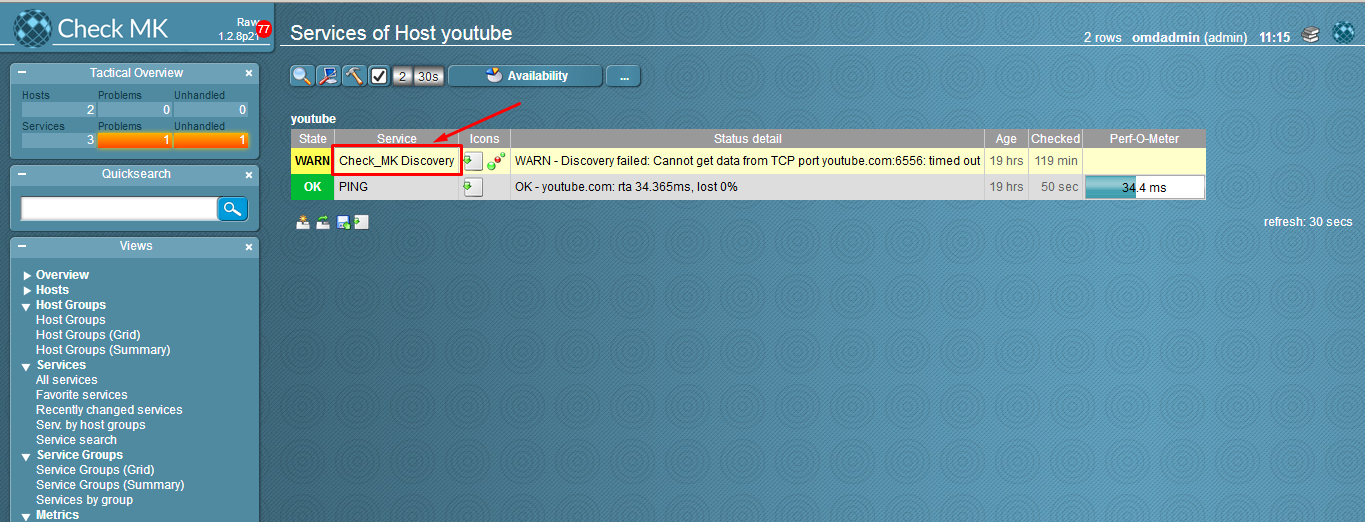 Check MK
Raw
1.2.8p21
77
Services of Host youtube
2 rows omdadmin (admin) 11:15
Tactical Overview
Hosts Problems Unhandled
2 0 0
Services Problems Unhandled
3 1 1
Quicksearch
Views
Overview
Hosts
Host Groups
Host Groups
Host Groups (Grid)
Host Groups (Summary)
Services
All services
Favorite services
Recently changed services
Serv. by host groups
Service search
Service Groups
Service Groups (Grid)
Service Groups (Summary)
Services by group
Metrics
2 30s Availability ...
youtube
State Service Icons Status detail Age Checked Perf-O-Meter
WARN Check_MK Discovery WARN - Discovery failed: Cannot get data from TCP port youtube.com:6556: timed out 19 hrs 119 min
OK PING OK - youtube.com: rta 34.365ms, lost 0% 19 hrs 50 sec 34.4 ms
refresh: 30 secs